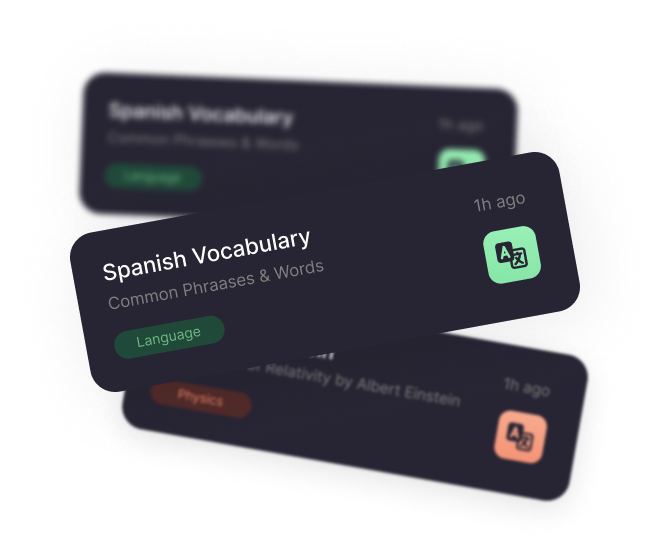 Spanish Vocabulary
1h ago
Common Phraases & Words
Language
1h ago
Spanish Vocabulary
Common Phraases & Words
Language
Relativity by Albert Einstein
1h ago
Physics